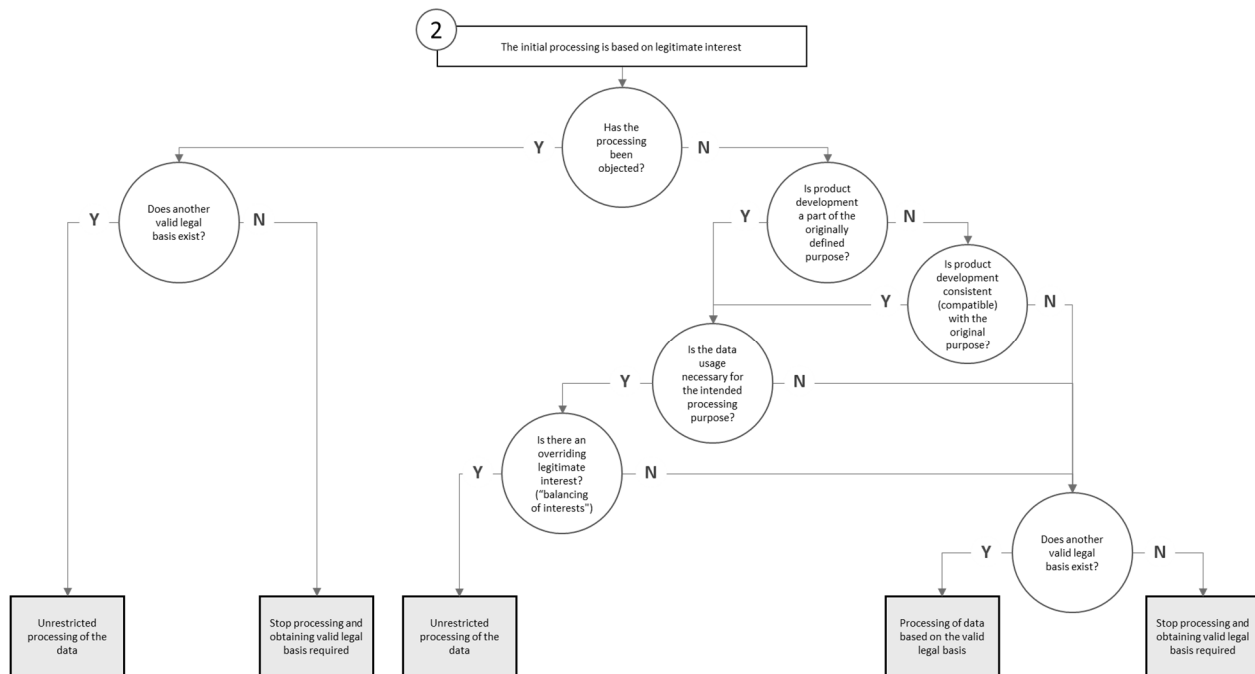 2
The initial processing is based on legitimate interest
Has the
processing
been
objected?
Y
N
Does another
valid legal
basis exist?
Y
N
Is product
development
a part of the
originally
defined
purpose?
Y
N
Is product
development
consistent
(compatible)
with the
original
purpose?
Y
N
Is the data
usage
necessary for
the intended
processing
purpose?
Y
N
Is there an
overriding
legitimate
interest?
("balancing
of interests")
Y
N
Does another
valid legal
basis exist?
Y
N
Unrestricted
processing of the
data
Stop processing and
obtaining valid legal
basis required
Unrestricted
processing of the
data
Processing of data
based on the valid
legal basis
Stop processing and
obtaining valid legal
basis required